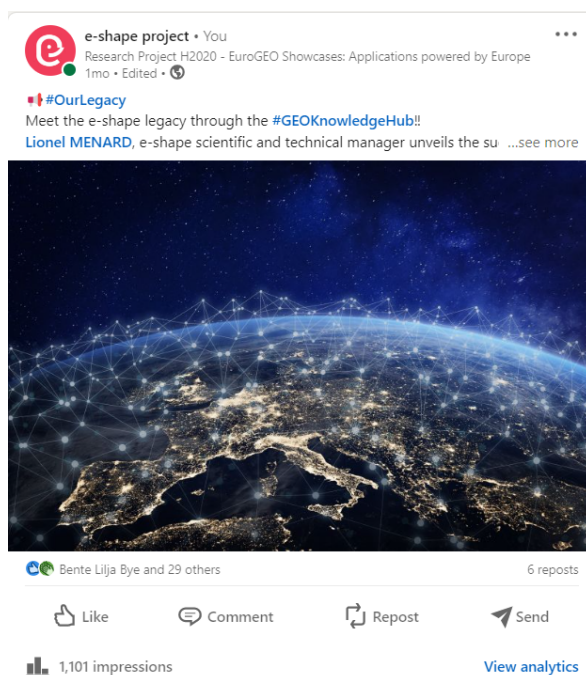 e-shape project • You
Research Project H2020 - EuroGEO Showcases: Applications powered by Europe
1mo • Edited •
#OurLegacy
Meet the e-shape legacy through the #GEOKnowledgeHub!!
Lionel MENARD, e-shape scientific and technical manager unveils the su ...see more
Bente Lilja Bye and 29 others
6 reposts
Like
Comment
Repost
Send
1,101 impressions
View analytics